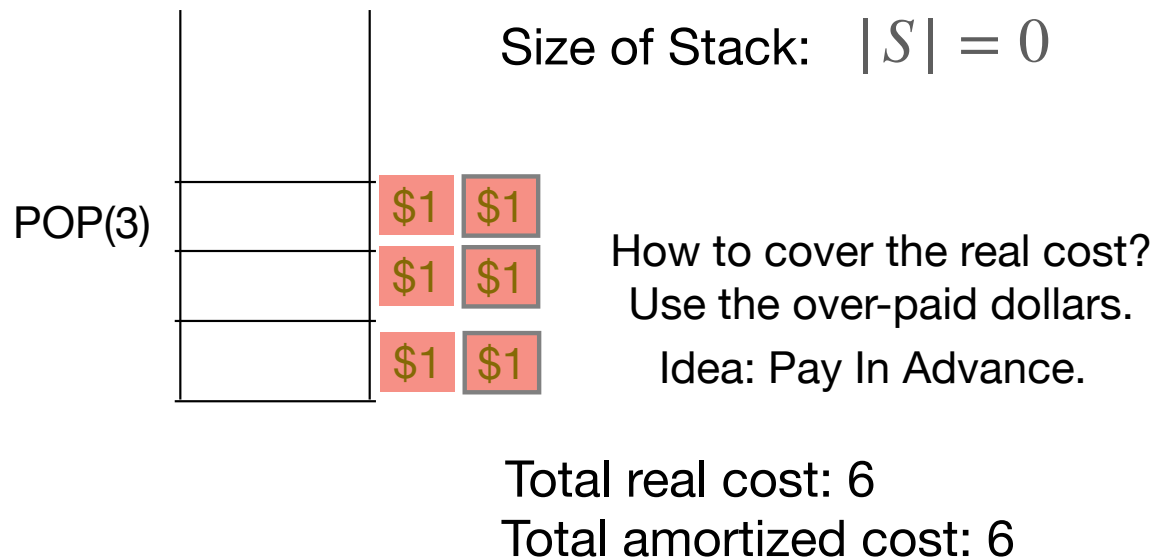 Size of Stack: |S| = 0
POP(3)
$1 $1
$1 $1
$1 $1
How to cover the real cost?
Use the over-paid dollars.
Idea: Pay In Advance.
Total real cost: 6
Total amortized cost: 6